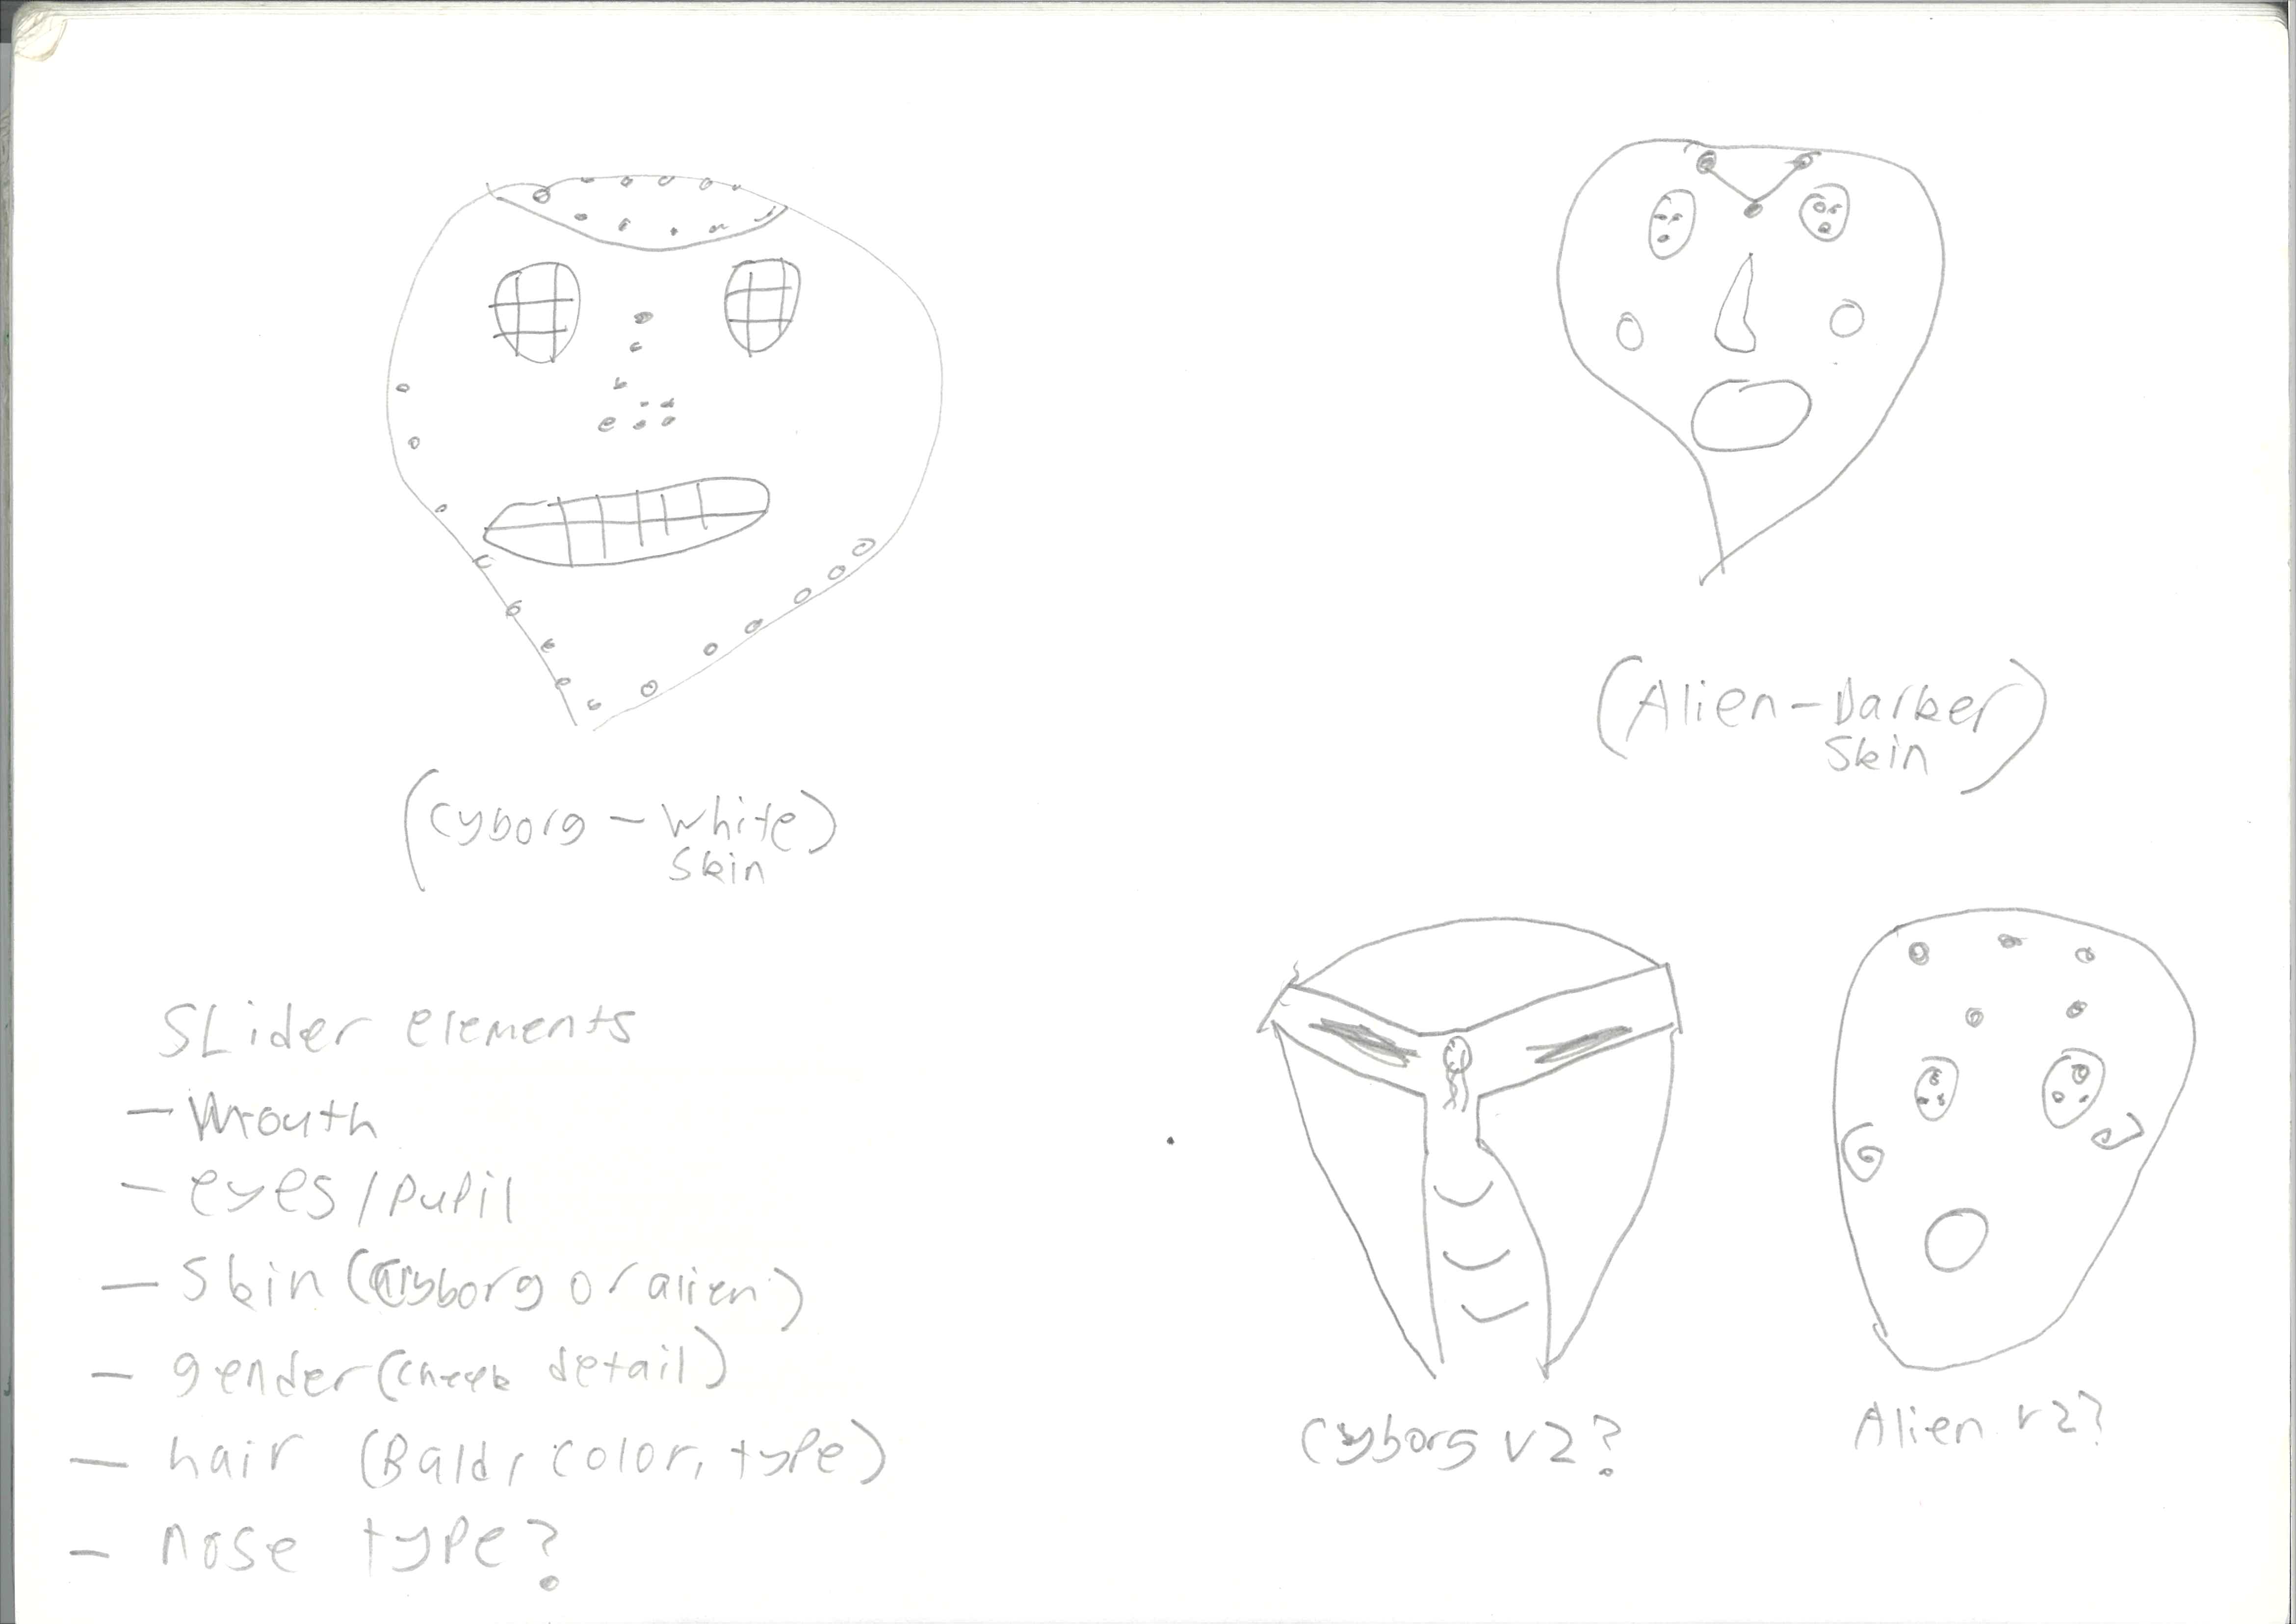 (Cyborg - White
Skin)
(Alien - Darker
Skin)
SLider elements
- Mouth
- eyes/pupil
- skin (Cyborg or alien)
- gender (cheek detail)
- hair (Bald, color, type)
- nose type?
Cyborg v2?
Alien v2?